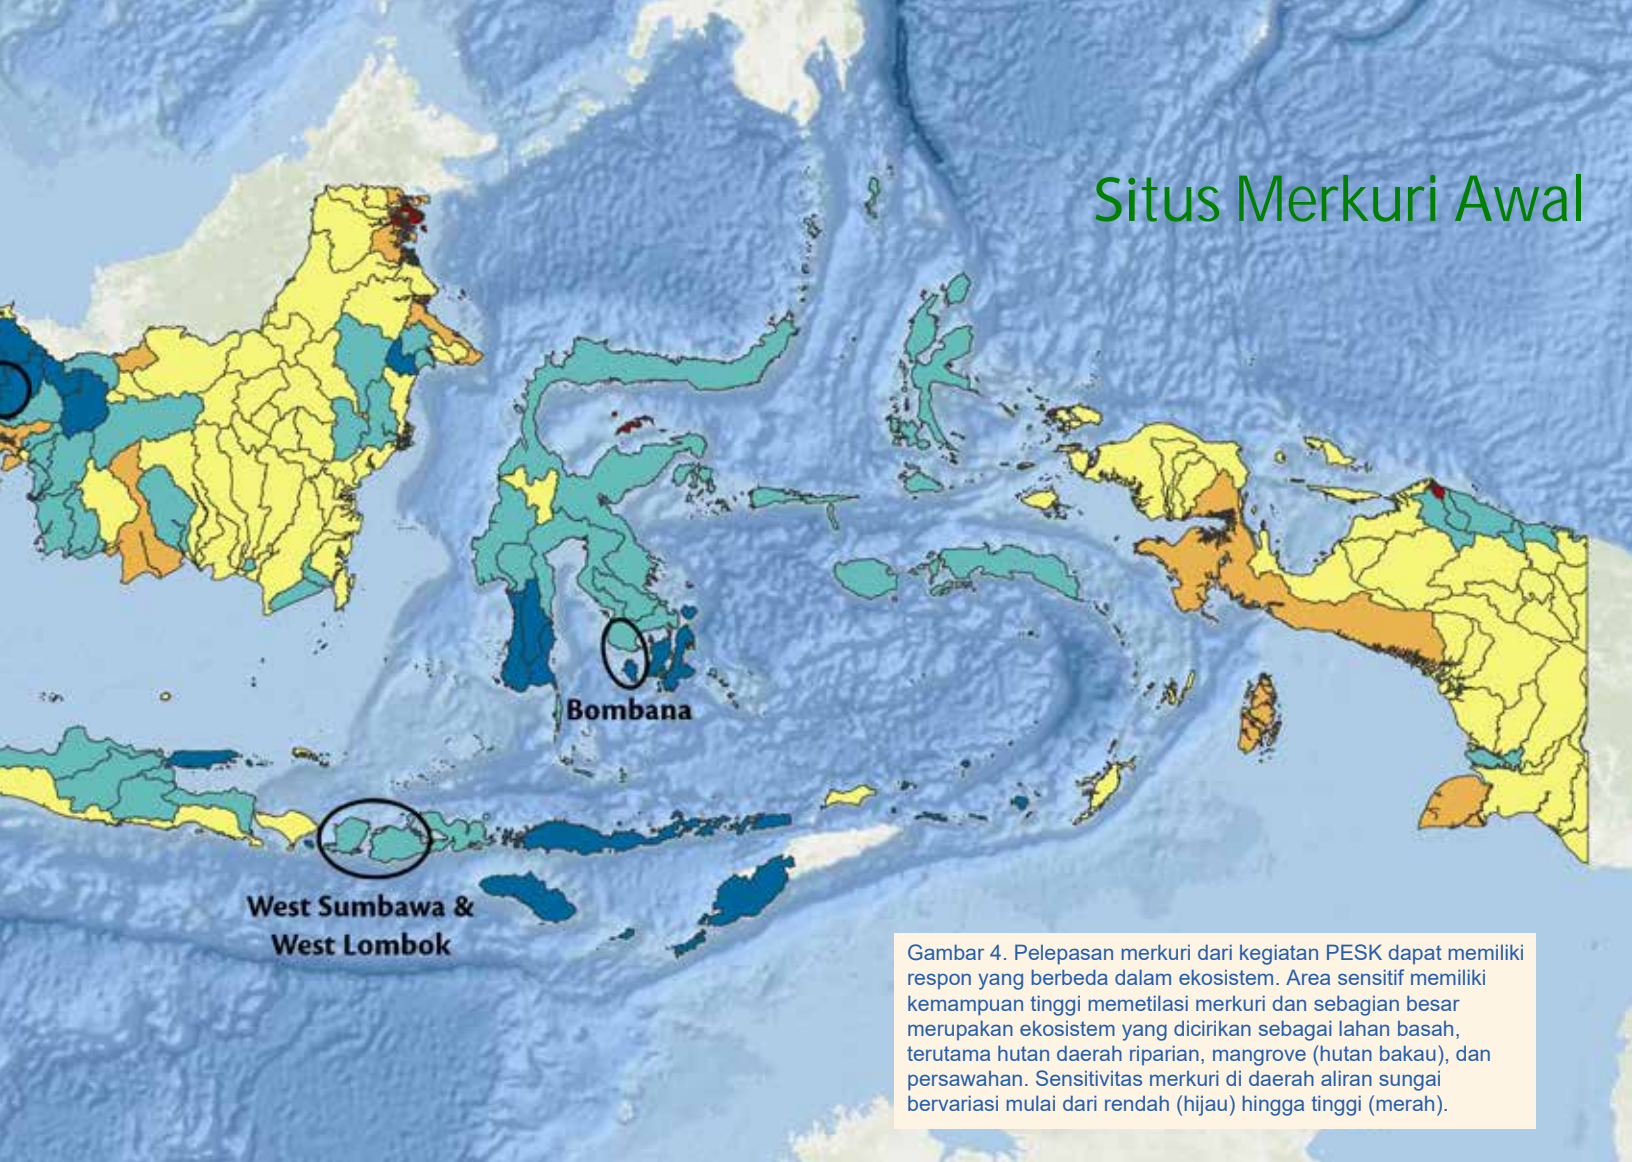 Situs Merkuri Awal
Bombana
West Sumbawa &
West Lombok
Gambar 4. Pelepasan merkuri dari kegiatan PESK dapat memiliki
respon yang berbeda dalam ekosistem. Area sensitif memiliki
kemampuan tinggi memetilasi merkuri dan sebagian besar
merupakan ekosistem yang dicirikan sebagai lahan basah,
terutama hutan daerah riparian, mangrove (hutan bakau), dan
persawahan. Sensitivitas merkuri di daerah aliran sungai
bervariasi mulai dari rendah (hijau) hingga tinggi (merah).